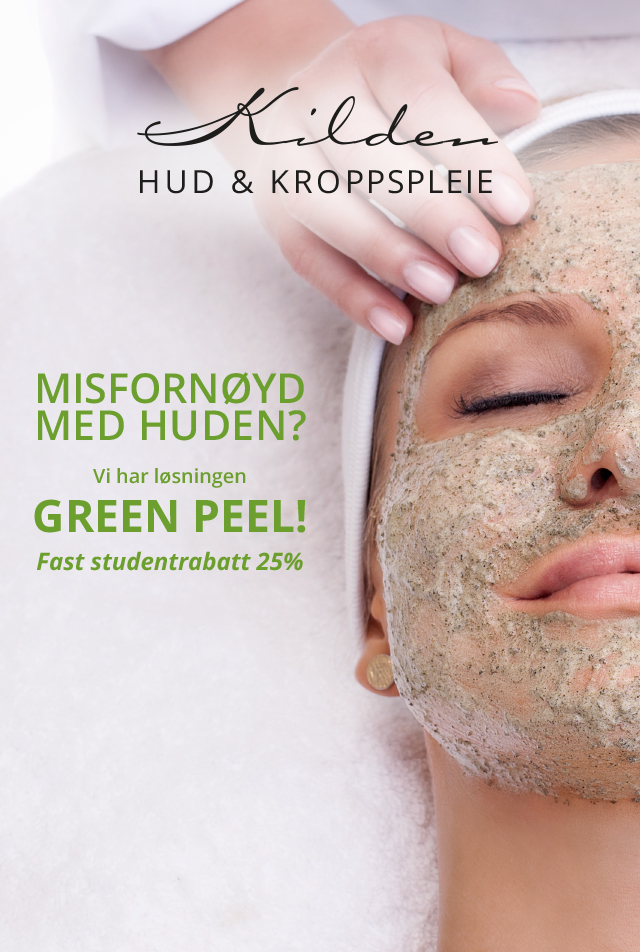 Kilden
HUD & KROPPSPLEIE
MISFORNØYD
MED HUDEN?
Vi har løsningen
GREEN PEEL!
Fast studentrabatt 25%